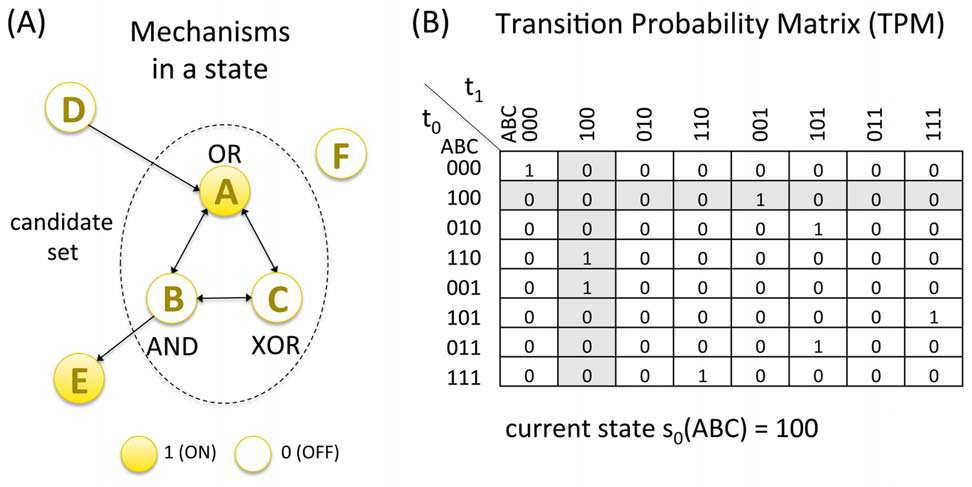 (A)
Mechanisms
in a state
D
F
OR
A
candidate
set
B
C
AND
XOR
E
1 (ON)
0 (OFF)
(B)
Transition Probability Matrix (TPM)
t1
t0
ABC
ABC 000 100 010 110 001 101 011 111
000 1 0 0 0 0 0 0 0
100 0 0 0 0 1 0 0 0
010 0 0 0 0 0 1 0 0
110 0 1 0 0 0 0 0 0
001 0 1 0 0 0 0 0 0
101 0 0 0 0 0 0 0 1
011 0 0 0 0 0 1 0 0
111 0 0 0 1 0 0 0 0
current state s0(ABC) = 100